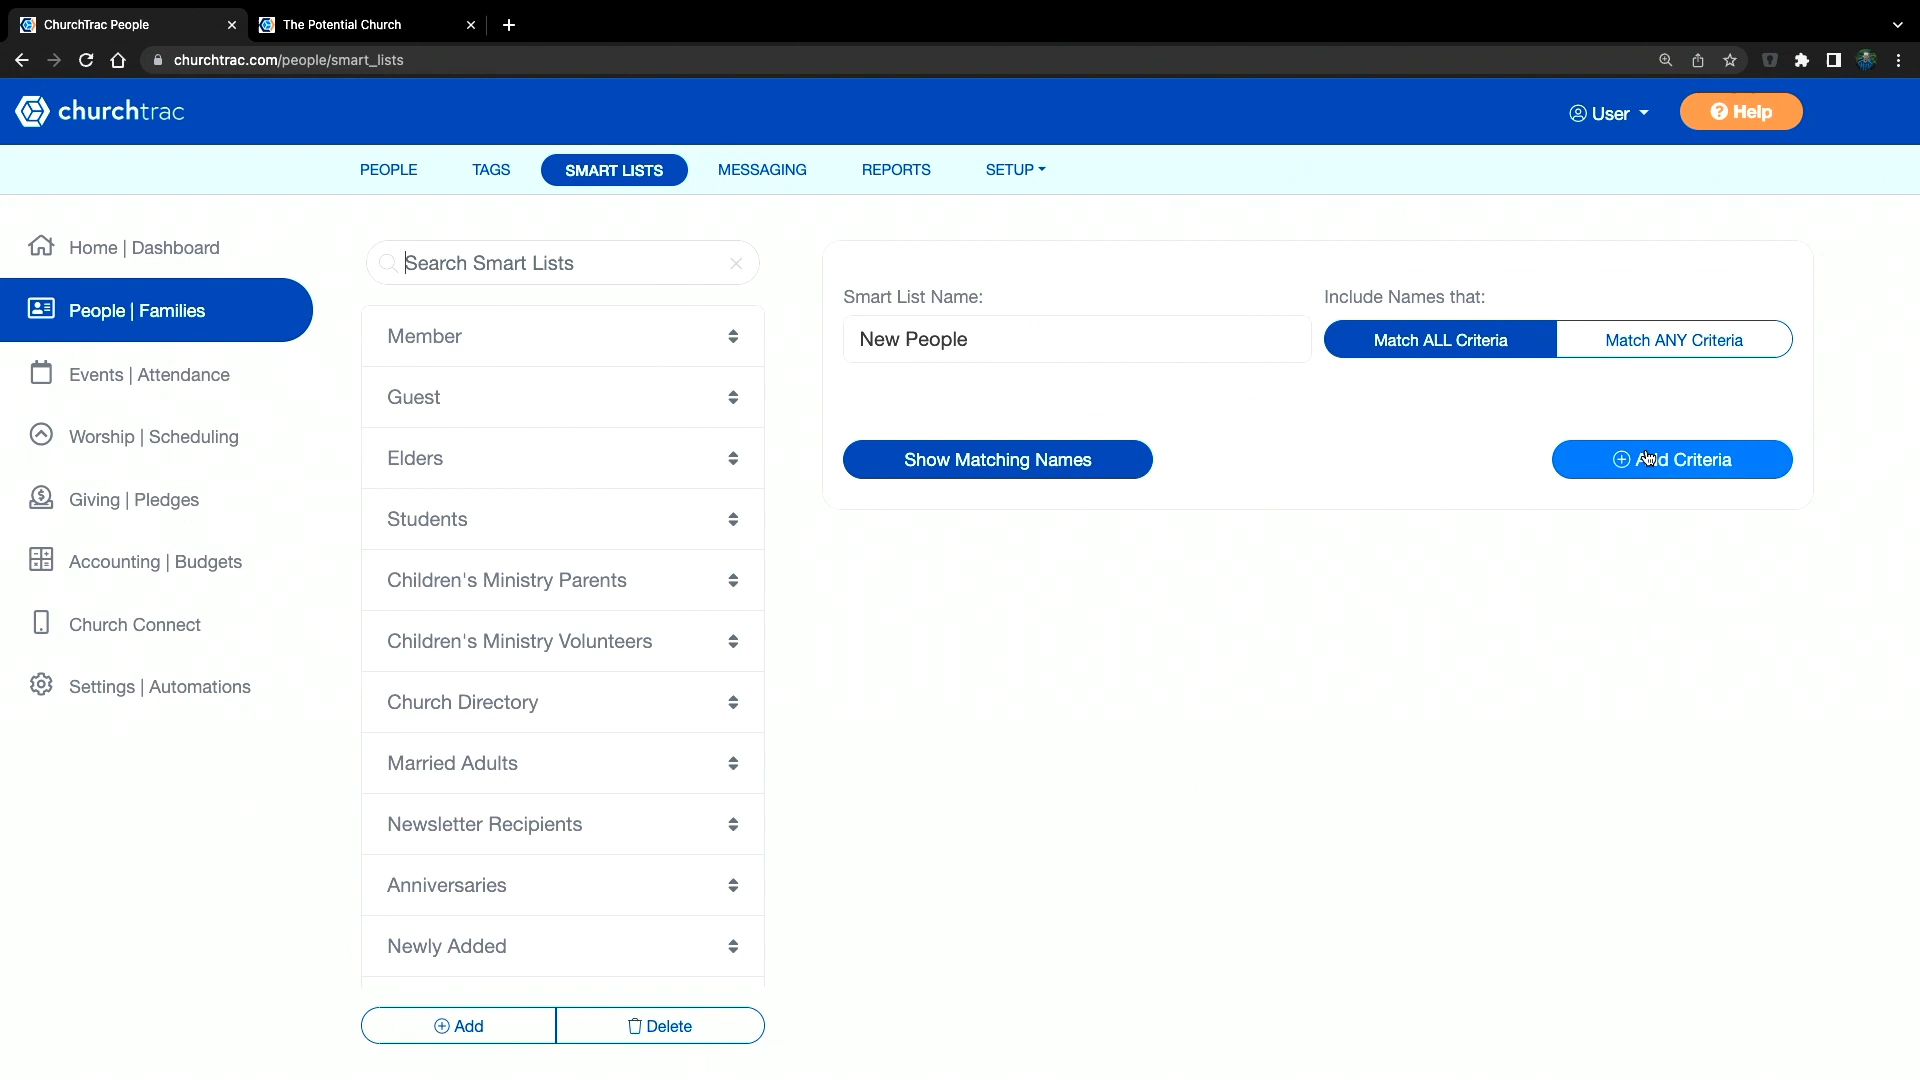 ChurchTrac People
The Potential Church
churchtrac.com/people/smart_lists
churchtrac
User
Help
PEOPLE
TAGS
SMART LISTS
MESSAGING
REPORTS
SETUP
Home | Dashboard
People | Families
Events | Attendance
Worship | Scheduling
Giving | Pledges
Accounting | Budgets
Church Connect
Settings | Automations
Search Smart Lists
Member
Guest
Elders
Students
Children's Ministry Parents
Children's Ministry Volunteers
Church Directory
Married Adults
Newsletter Recipients
Anniversaries
Newly Added
Add
Delete
Smart List Name:
New People
Include Names that:
Match ALL Criteria
Match ANY Criteria
Show Matching Names
Add Criteria